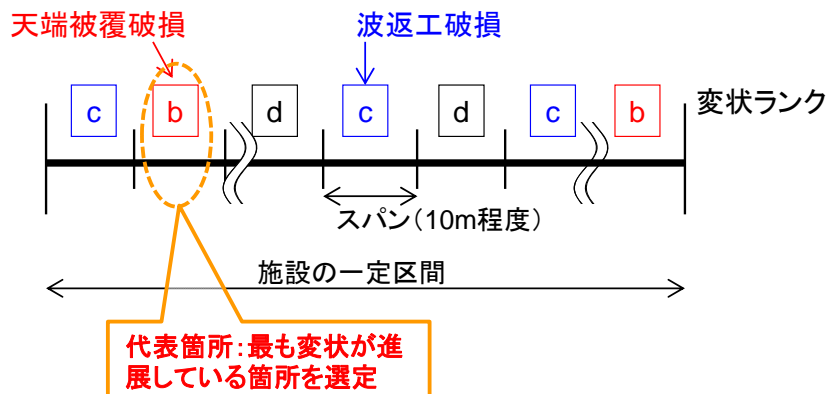 天端被覆破損
波返工破損
c b d c d c b 変状ランク
スパン（10m程度）
施設の一定区間
代表箇所：最も変状が進
展している箇所を選定